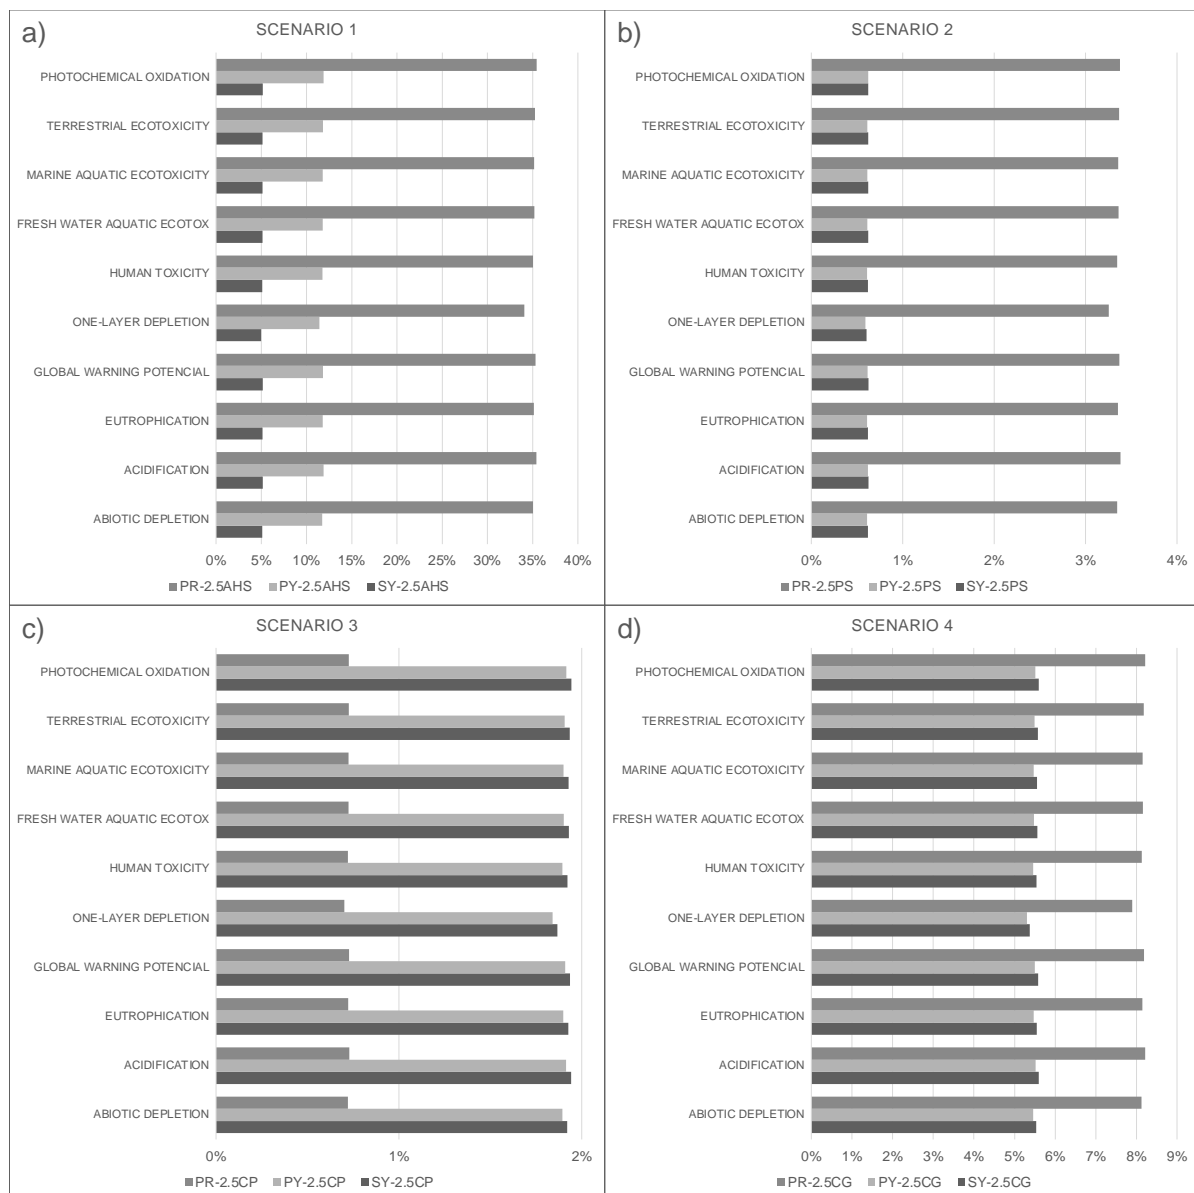 a)
SCENARIO 1
PHOTOCHEMICAL OXIDATION
TERRESTRIAL ECOTOXICITY
MARINE AQUATIC ECOTOXICITY
FRESH WATER AQUATIC ECOTOX
HUMAN TOXICITY
ONE-LAYER DEPLETION
GLOBAL WARNING POTENCIAL
EUTROPHICATION
ACIDIFICATION
ABIOTIC DEPLETION
0% 5% 10% 15% 20% 25% 30% 35% 40%
PR-2.5AHS PY-2.5AHS SY-2.5AHS
b)
SCENARIO 2
PHOTOCHEMICAL OXIDATION
TERRESTRIAL ECOTOXICITY
MARINE AQUATIC ECOTOXICITY
FRESH WATER AQUATIC ECOTOX
HUMAN TOXICITY
ONE-LAYER DEPLETION
GLOBAL WARNING POTENCIAL
EUTROPHICATION
ACIDIFICATION
ABIOTIC DEPLETION
0% 1% 2% 3% 4%
PR-2.5PS PY-2.5PS SY-2.5PS
c)
SCENARIO 3
PHOTOCHEMICAL OXIDATION
TERRESTRIAL ECOTOXICITY
MARINE AQUATIC ECOTOXICITY
FRESH WATER AQUATIC ECOTOX
HUMAN TOXICITY
ONE-LAYER DEPLETION
GLOBAL WARNING POTENCIAL
EUTROPHICATION
ACIDIFICATION
ABIOTIC DEPLETION
0% 1% 2%
PR-2.5CP PY-2.5CP SY-2.5CP
d)
SCENARIO 4
PHOTOCHEMICAL OXIDATION
TERRESTRIAL ECOTOXICITY
MARINE AQUATIC ECOTOXICITY
FRESH WATER AQUATIC ECOTOX
HUMAN TOXICITY
ONE-LAYER DEPLETION
GLOBAL WARNING POTENCIAL
EUTROPHICATION
ACIDIFICATION
ABIOTIC DEPLETION
0% 1% 2% 3% 4% 5% 6% 7% 8% 9%
PR-2.5CG PY-2.5CG SY-2.5CG